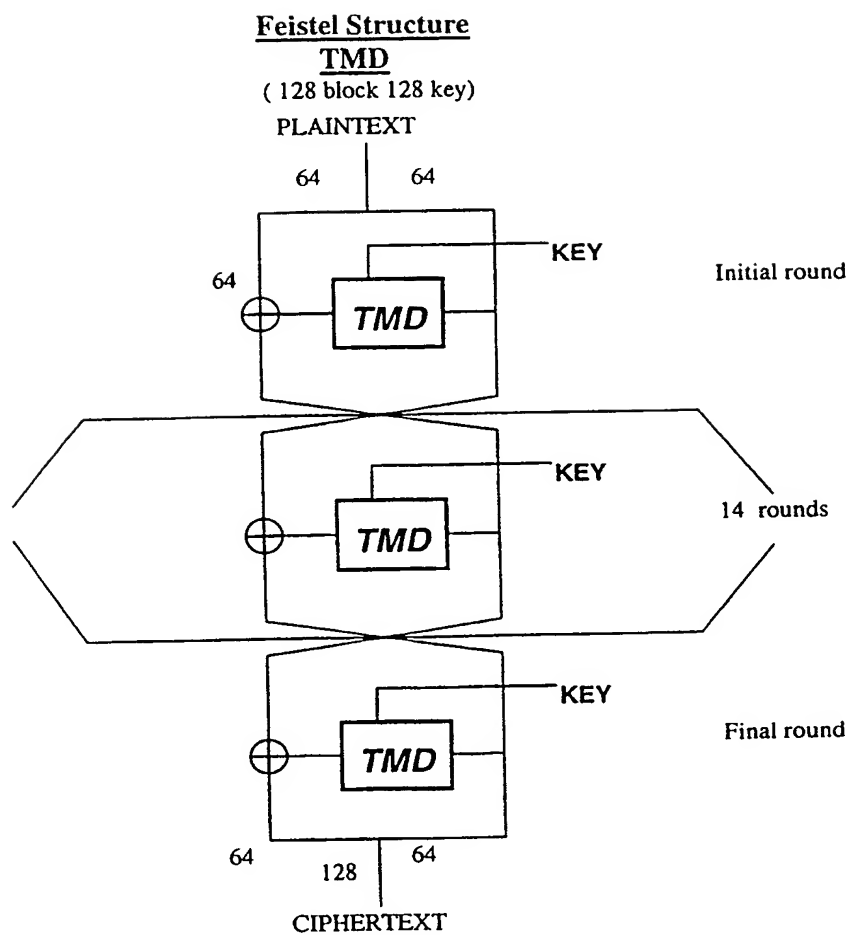 Feistel Structure
TMD
( 128 block 128 key)
PLAINTEXT
64 64
KEY
Initial round
64
TMD
KEY
14 rounds
TMD
KEY
Final round
TMD
64 64
128
CIPHERTEXT